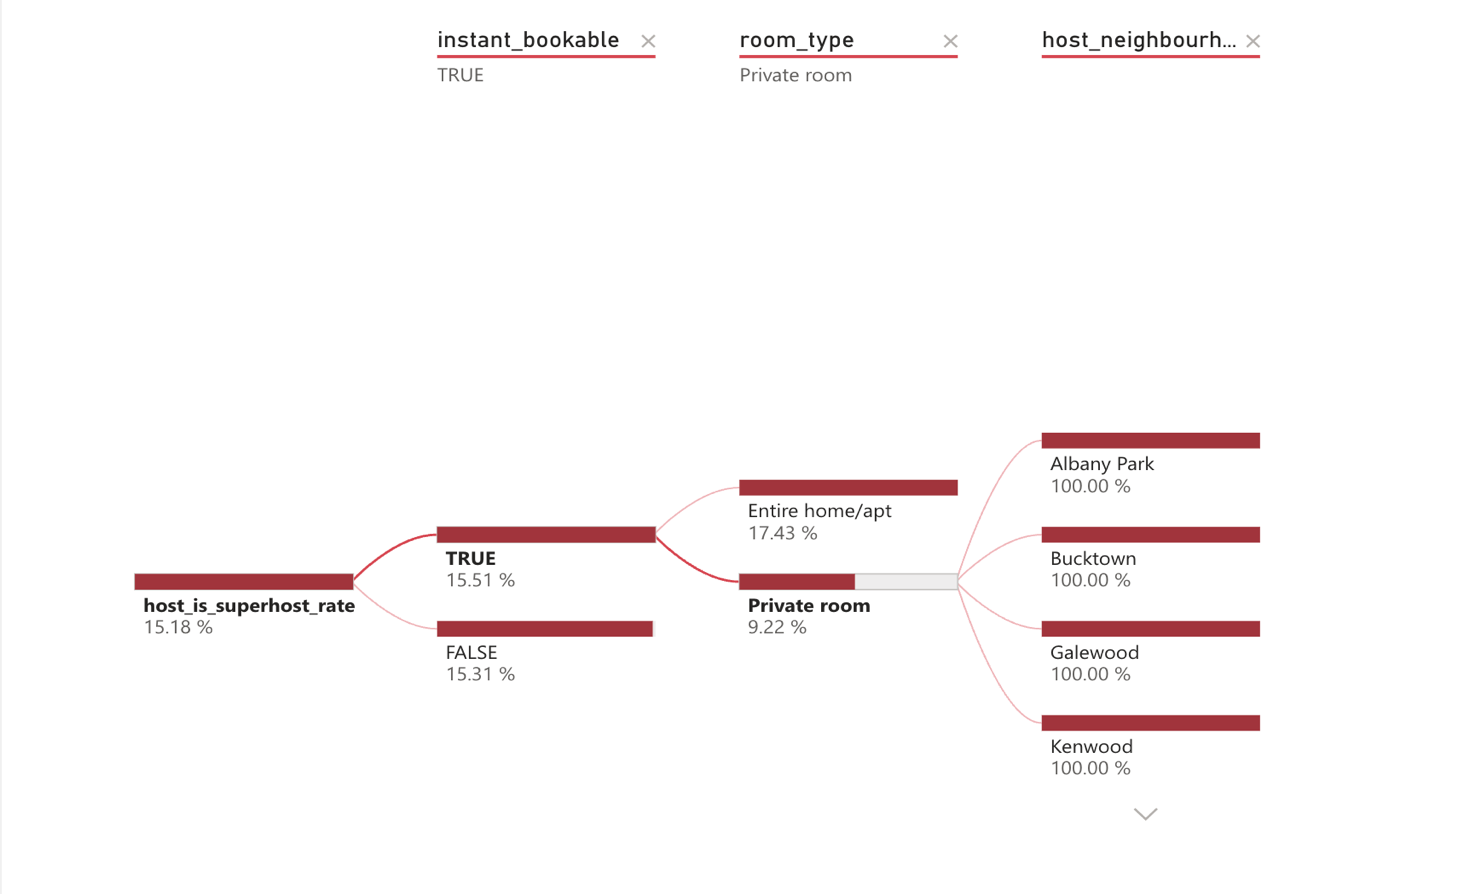 instant_bookable
TRUE
room_type
Private room
host_neighbourh...
host_is_superhost_rate
15.18 %
TRUE
15.51 %
FALSE
15.31 %
Entire home/apt
17.43 %
Private room
9.22 %
Albany Park
100.00 %
Bucktown
100.00 %
Galewood
100.00 %
Kenwood
100.00 %